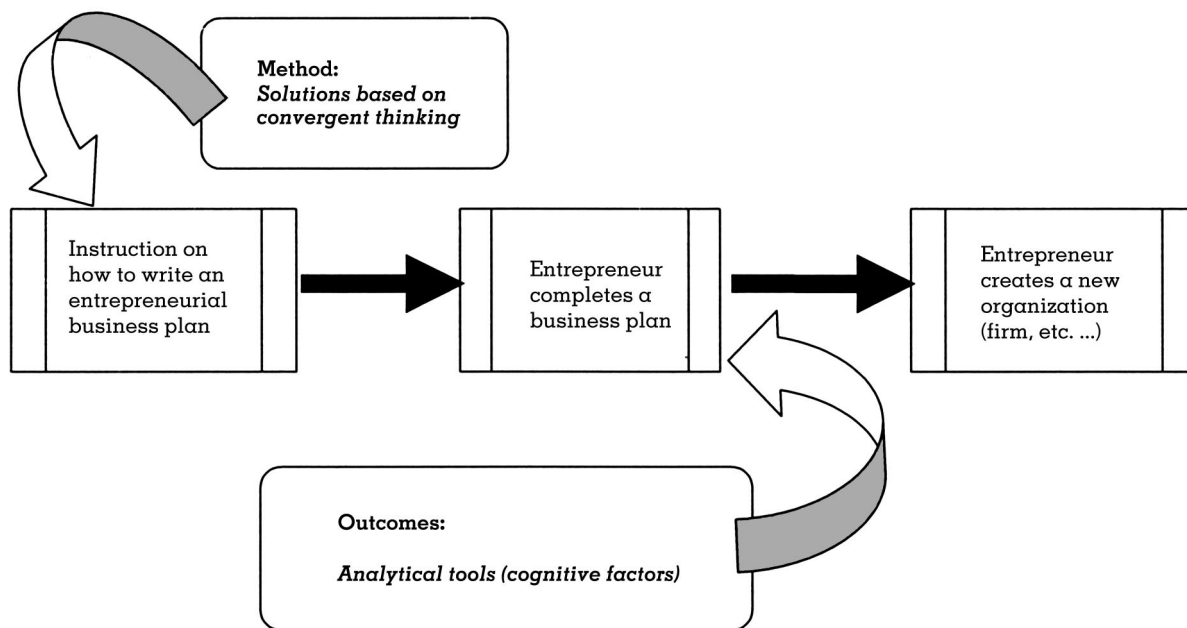 Method:
Solutions based on
convergent thinking
Instruction on
how to write an
entrepreneurial
business plan
Entrepreneur
completes a
business plan
Entrepreneur
creates a new
organization
(firm, etc. ...)
Outcomes:
Analytical tools (cognitive factors)